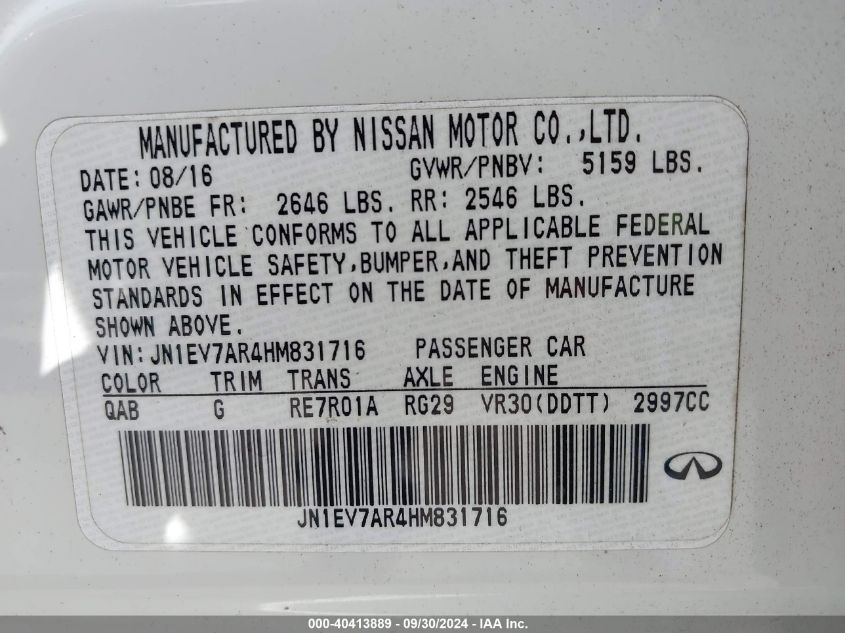 MANUFACTURED BY NISSAN MOTOR CO.,LTD.
DATE: 08/16 GVWR/PNBV: 5159 LBS.
GAWR/PNBE FR: 2646 LBS. RR: 2546 LBS.
THIS VEHICLE CONFORMS TO ALL APPLICABLE FEDERAL
MOTOR VEHICLE SAFETY,BUMPER,AND THEFT PREVENTION
STANDARDS IN EFFECT ON THE DATE OF MANUFACTURE
SHOWN ABOVE.
VIN:JN1EV7AR4HM831716 PASSENGER CAR
COLOR TRIM TRANS AXLE ENGINE
QAB G RE7R01A RG29 VR30(DDTT) 2997CC
JN1EV7AR4HM831716
000-40413889 - 09/30/2024 - IAA Inc.